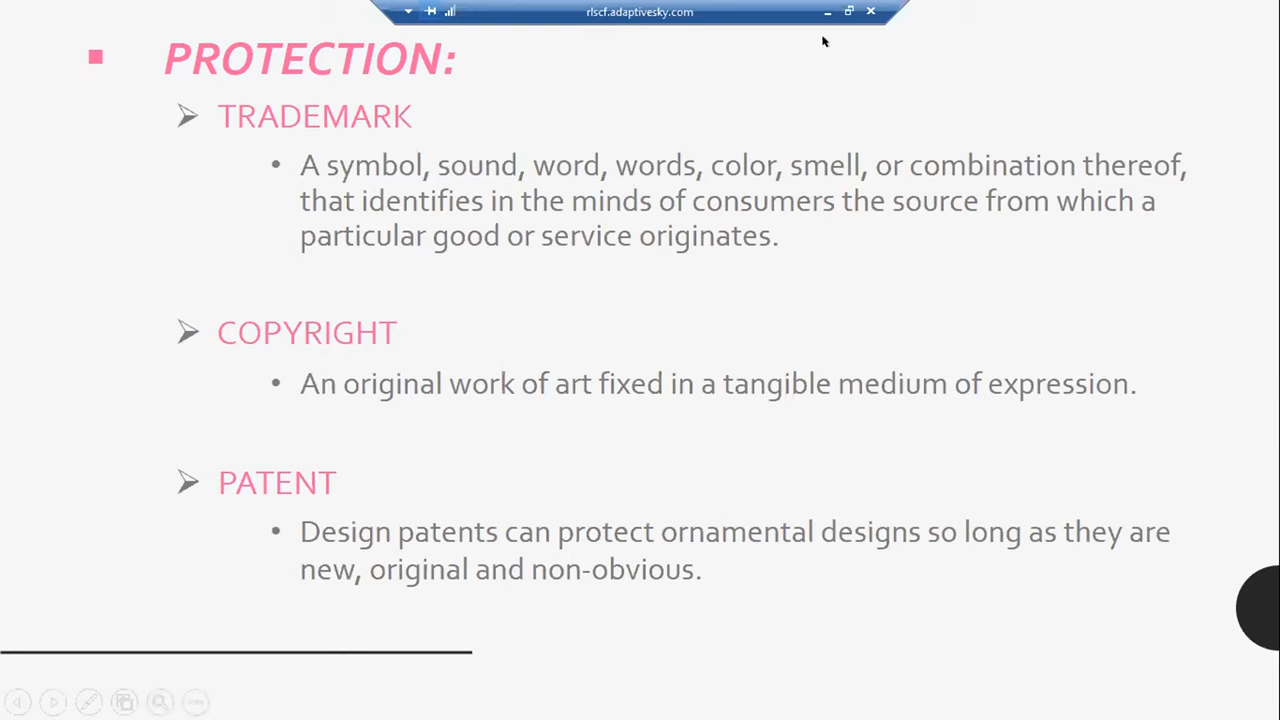 rlscf.adaptivesky.com
PROTECTION:
TRADEMARK
A symbol, sound, word, words, color, smell, or combination thereof,
that identifies in the minds of consumers the source from which a
particular good or service originates.
COPYRIGHT
An original work of art fixed in a tangible medium of expression.
PATENT
Design patents can protect ornamental designs so long as they are
new, original and non-obvious.